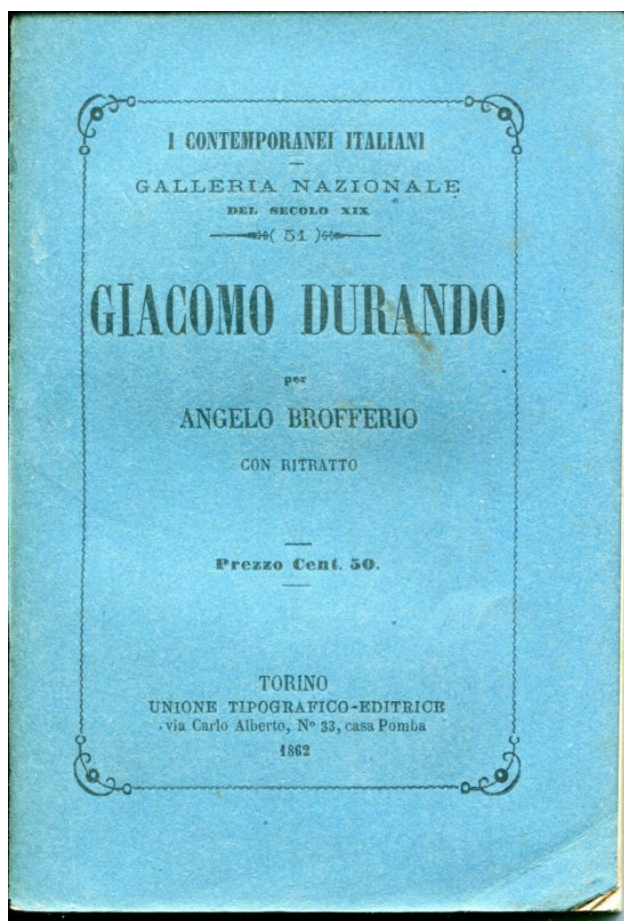 I CONTEMPORANEI ITALIANI
GALLERIA NAZIONALE
DEL SECOLO XIX
( 51 )
GIACOMO DURANDO
per
ANGELO BROFFERIO
CON RITRATTO
Prezzo Cent. 50.
TORINO
UNIONE TIPOGRAFICO-EDITRICE
via Carlo Alberto, Nº 33, casa Pomba
1862